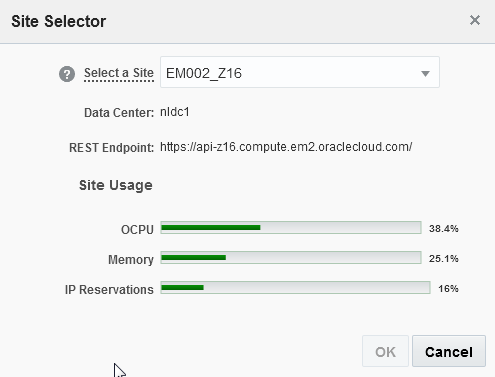 Site Selector
? Select a Site EM002_Z16
Data Center: nldc1
REST Endpoint: https://api-z16.compute.em2.oraclecloud.com/
Site Usage
OCPU 38.4%
Memory 25.1%
IP Reservations 16%
OK Cancel